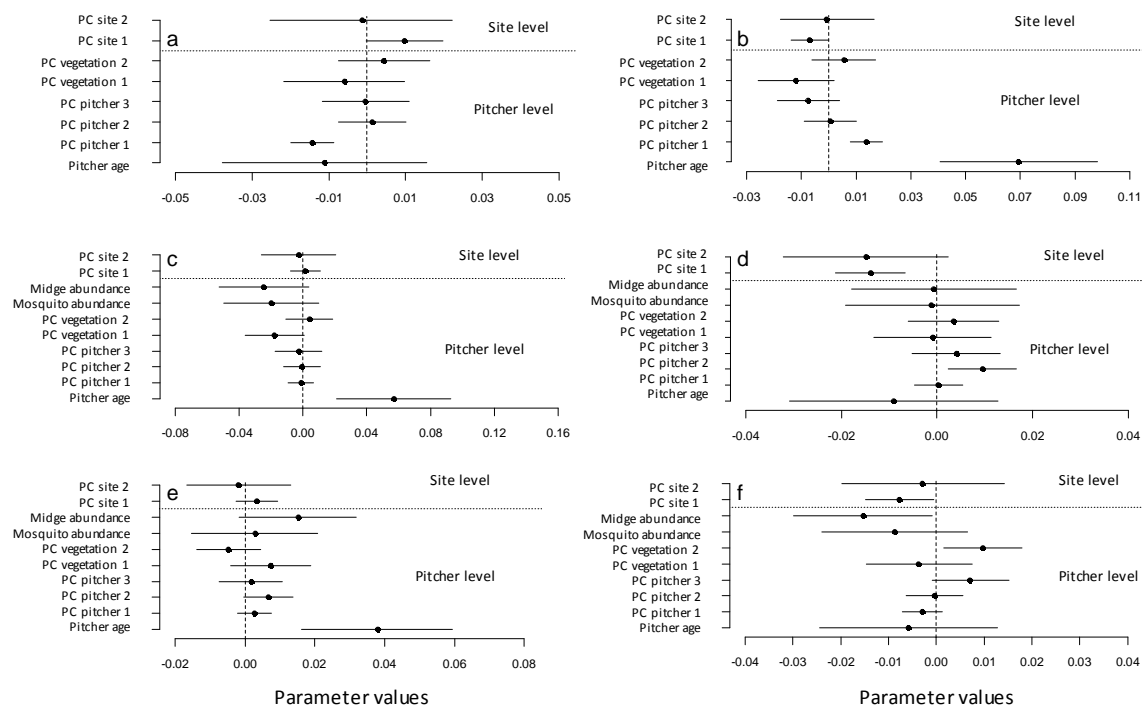 PC site 2
a
Site level
PC site 1
PC vegetation 2
PC vegetation 1
PC pitcher 3
Pitcher level
PC pitcher 2
PC pitcher 1
Pitcher age
-0.05 -0.03 -0.01 0.01 0.03 0.05
PC site 2
b
Site level
PC site 1
PC vegetation 2
PC vegetation 1
PC pitcher 3
Pitcher level
PC pitcher 2
PC pitcher 1
Pitcher age
-0.03 -0.01 0.01 0.03 0.05 0.07 0.09 0.11
PC site 2
c
Site level
PC site 1
Midge abundance
Mosquito abundance
PC vegetation 2
PC vegetation 1
PC pitcher 3
Pitcher level
PC pitcher 2
PC pitcher 1
Pitcher age
-0.08 -0.04 0.00 0.04 0.08 0.12 0.16
PC site 2
d
Site level
PC site 1
Midge abundance
Mosquito abundance
PC vegetation 2
PC vegetation 1
PC pitcher 3
Pitcher level
PC pitcher 2
PC pitcher 1
Pitcher age
-0.04 -0.02 0.00 0.02 0.04
PC site 2
e
Site level
PC site 1
Midge abundance
Mosquito abundance
PC vegetation 2
PC vegetation 1
Pitcher level
PC pitcher 3
PC pitcher 2
PC pitcher 1
Pitcher age
-0.02 0.00 0.02 0.04 0.06 0.08
Parameter values
PC site 2
f
Site level
PC site 1
Midge abundance
Mosquito abundance
PC vegetation 2
PC vegetation 1
Pitcher level
PC pitcher 3
PC pitcher 2
PC pitcher 1
Pitcher age
-0.04 -0.03 -0.01 0.00 0.01 0.02 0.04
Parameter values